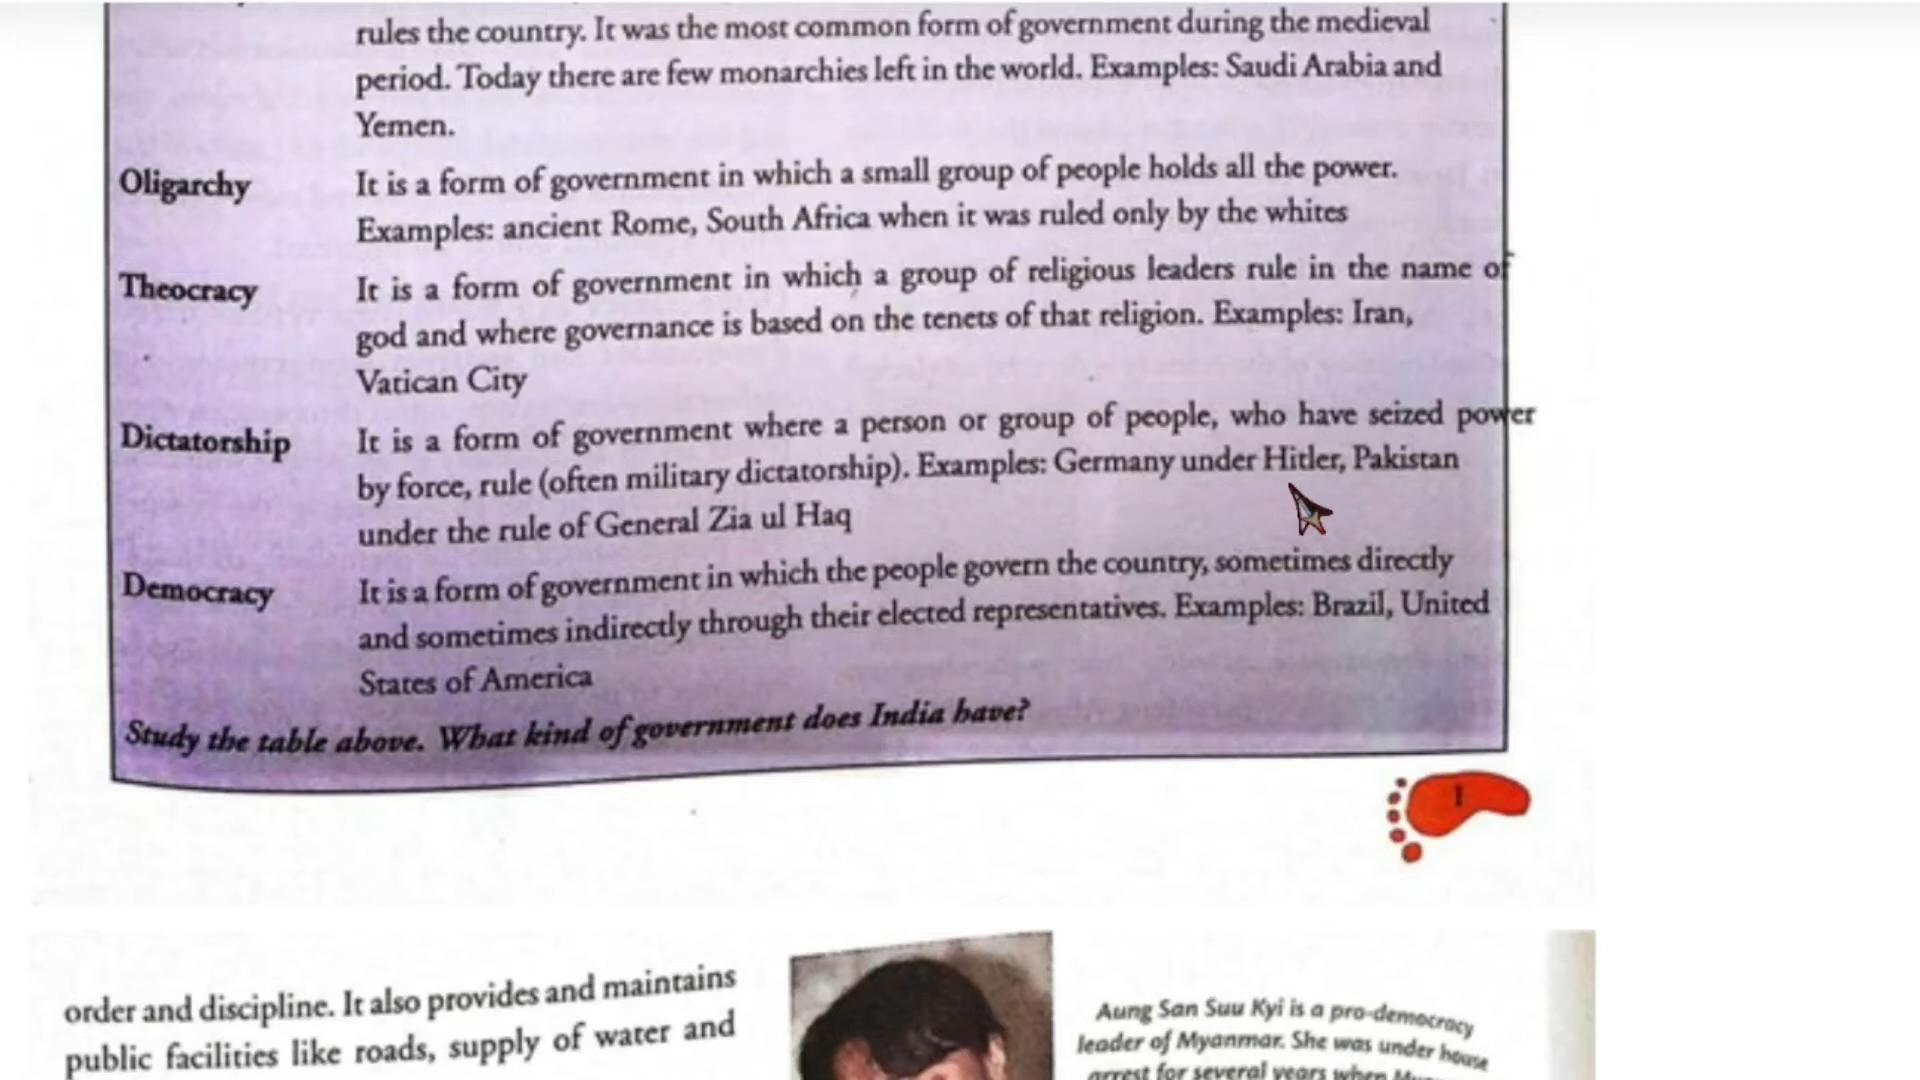 rules the country. It was the most common form of government during the medieval
period. Today there are few monarchies left in the world. Examples: Saudi Arabia and
Yemen.
Oligarchy It is a form of government in which a small group of people holds all the power.
Examples: ancient Rome, South Africa when it was ruled only by the whites
Theocracy It is a form of government in which a group of religious leaders rule in the name of
god and where governance is based on the tenets of that religion. Examples: Iran,
Vatican City
Dictatorship It is a form of government where a person or group of people, who have seized power
by force, rule (often military dictatorship). Examples: Germany under Hitler, Pakistan
under the rule of General Zia ul Haq
Democracy It is a form of government in which the people govern the country, sometimes directly
and sometimes indirectly through their elected representatives. Examples: Brazil, United
States of America
Study the table above. What kind of government does India have?
1
order and discipline. It also provides and maintains
public facilities like roads, supply of water and
Aung San Suu Kyi is a pro-democracy
leader of Myanmar. She was under house
arrest for several years when